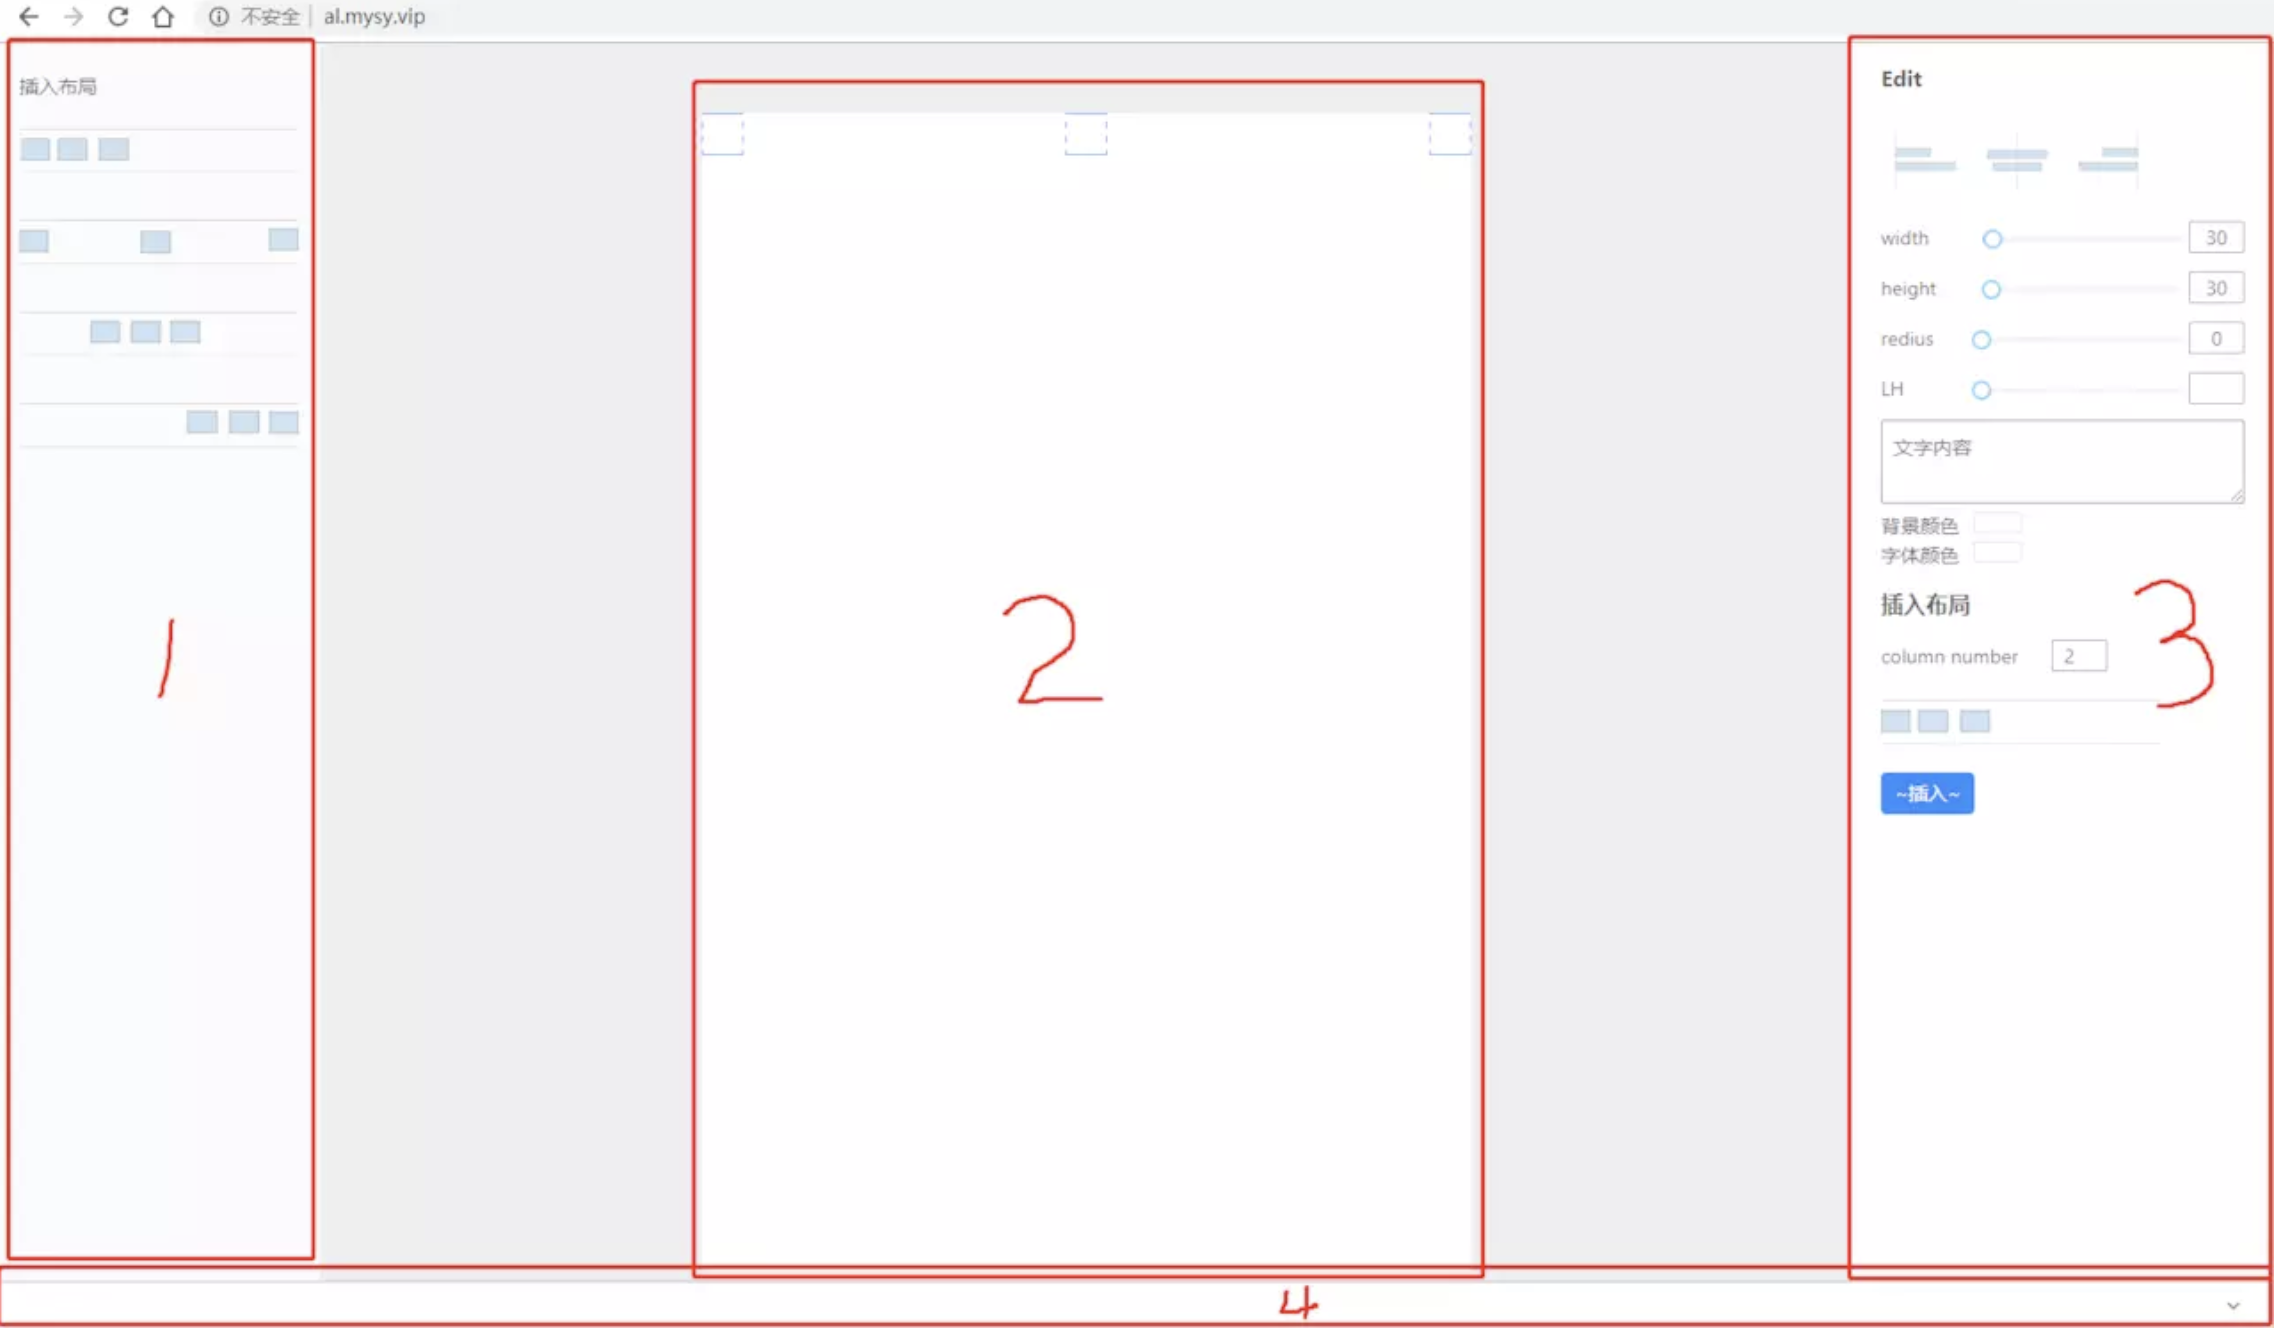 不安全 al.mysy.vip
插入布局
1
2
Edit
width 30
height 30
redius 0
LH
文字内容
背景颜色
字体颜色
插入布局
column number 2
3
~插入~
4